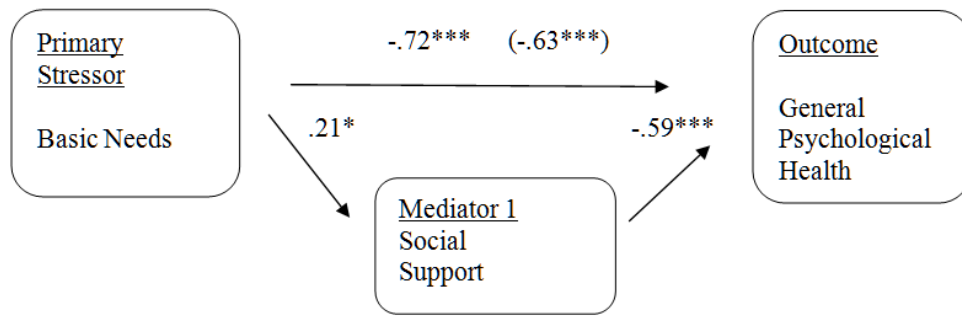 Primary
Stressor
Basic Needs
-.72*** (-.63***)
.21*
-.59***
Mediator 1
Social
Support
Outcome
General
Psychological
Health